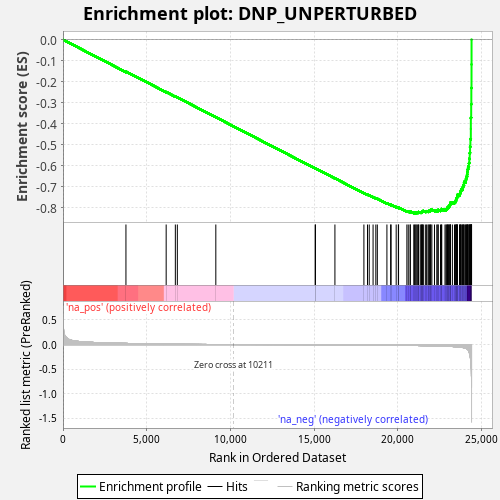 Enrichment plot: DNP_UNPERTURBED
Enrichment score (ES)
0.0
-0.1
-0.2
-0.3
-0.4
-0.5
-0.6
-0.7
-0.8
'na_pos' (positively correlated)
Ranked list metric (PreRanked)
0.5
0.0
-0.5
-1.0
-1.5
Zero cross at 10211
'na_neg' (negatively correlated)
0
5,000
10,000
15,000
20,000
25,000
Rank in Ordered Dataset
Enrichment profile
Hits
Ranking metric scores